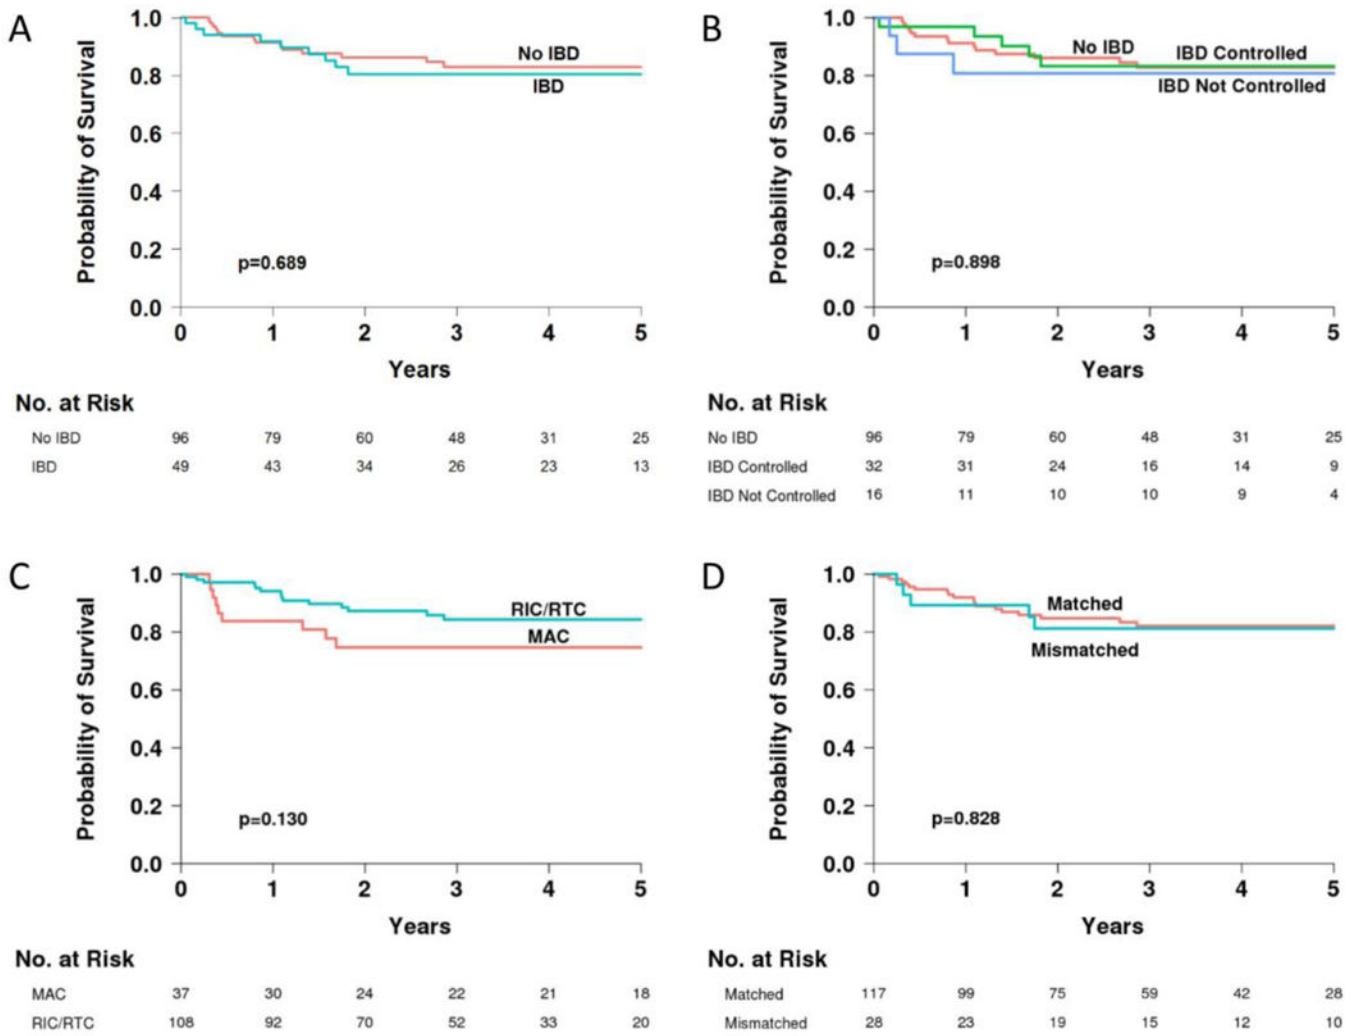 A
1.0
0.8
0.6
0.4
0.2
0.0
Probability of Survival
No IBD
IBD
p=0.689
0 1 2 3 4 5
Years
No. at Risk
No IBD 96 79 60 48 31 25
IBD 49 43 34 26 23 13
B
1.0
0.8
0.6
0.4
0.2
0.0
Probability of Survival
No IBD IBD Controlled
IBD Not Controlled
p=0.898
0 1 2 3 4 5
Years
No. at Risk
No IBD 96 79 60 48 31 25
IBD Controlled 32 31 24 16 14 9
IBD Not Controlled 16 11 10 10 9 4
C
1.0
0.8
0.6
0.4
0.2
0.0
Probability of Survival
RIC/RTC
MAC
p=0.130
0 1 2 3 4 5
Years
No. at Risk
MAC 37 30 24 22 21 18
RIC/RTC 108 92 70 52 33 20
D
1.0
0.8
0.6
0.4
0.2
0.0
Probability of Survival
Matched
Mismatched
p=0.828
0 1 2 3 4 5
Years
No. at Risk
Matched 117 99 75 59 42 28
Mismatched 28 23 19 15 12 10